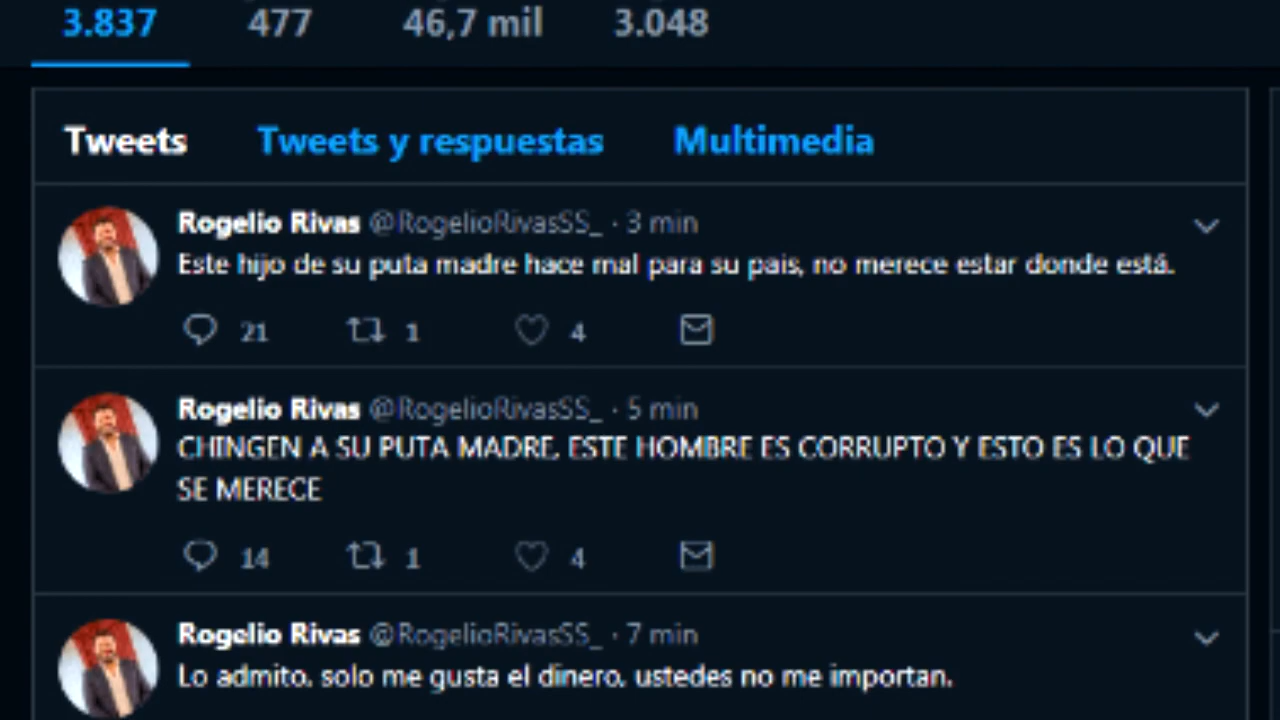 3.837 477 46,7 mil 3.048
Tweets Tweets y respuestas Multimedia
Rogelio Rivas @RogelioRivasSS_ · 3 min
Este hijo de su puta madre hace mal para su pais, no merece estar donde está.
21 1 4
Rogelio Rivas @RogelioRivasSS_ · 5 min
CHINGEN A SU PUTA MADRE, ESTE HOMBRE ES CORRUPTO Y ESTO ES LO QUE
SE MERECE
14 1 4
Rogelio Rivas @RogelioRivasSS_ · 7 min
Lo admito, solo me gusta el dinero, ustedes no me importan.